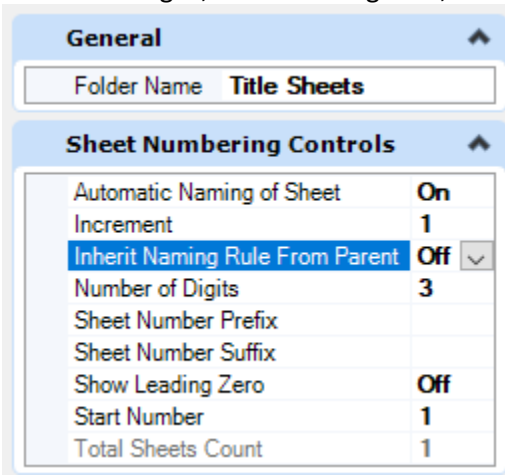 General
Folder Name Title Sheets
Sheet Numbering Controls
Automatic Naming of Sheet On
Increment 1
Inherit Naming Rule From Parent Off
Number of Digits 3
Sheet Number Prefix
Sheet Number Suffix
Show Leading Zero Off
Start Number 1
Total Sheets Count 1